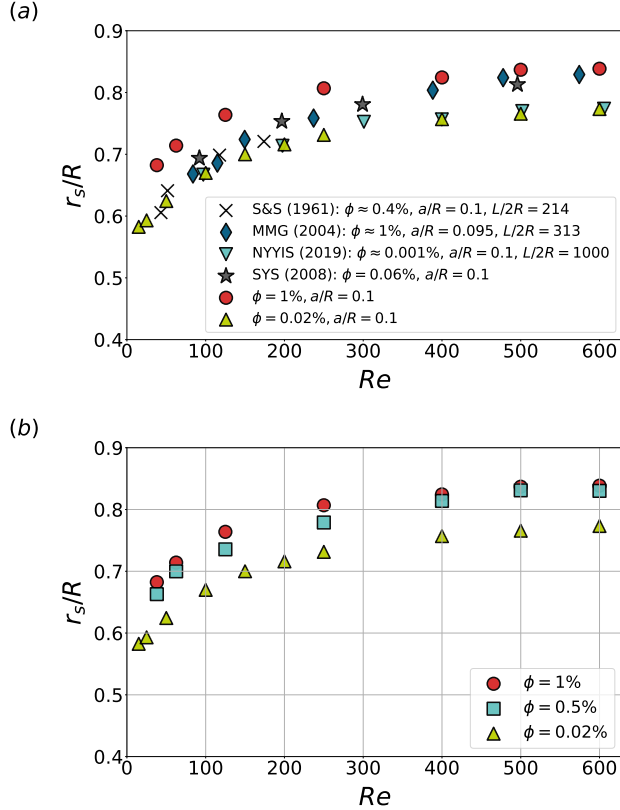 (a)
0.9
0.8
0.7
0.6
0.5
0.4
r_s/R
S&S (1961): ϕ ≈ 0.4%, a/R = 0.1, L/2R = 214
MMG (2004): ϕ ≈ 1%, a/R = 0.095, L/2R = 313
NYYIS (2019): ϕ ≈ 0.001%, a/R = 0.1, L/2R = 1000
SYS (2008): ϕ = 0.06%, a/R = 0.1
ϕ = 1%, a/R = 0.1
ϕ = 0.02%, a/R = 0.1
0 100 200 300 400 500 600
Re
(b)
0.9
0.8
0.7
0.6
0.5
0.4
r_s/R
ϕ = 1%
ϕ = 0.5%
ϕ = 0.02%
0 100 200 300 400 500 600
Re